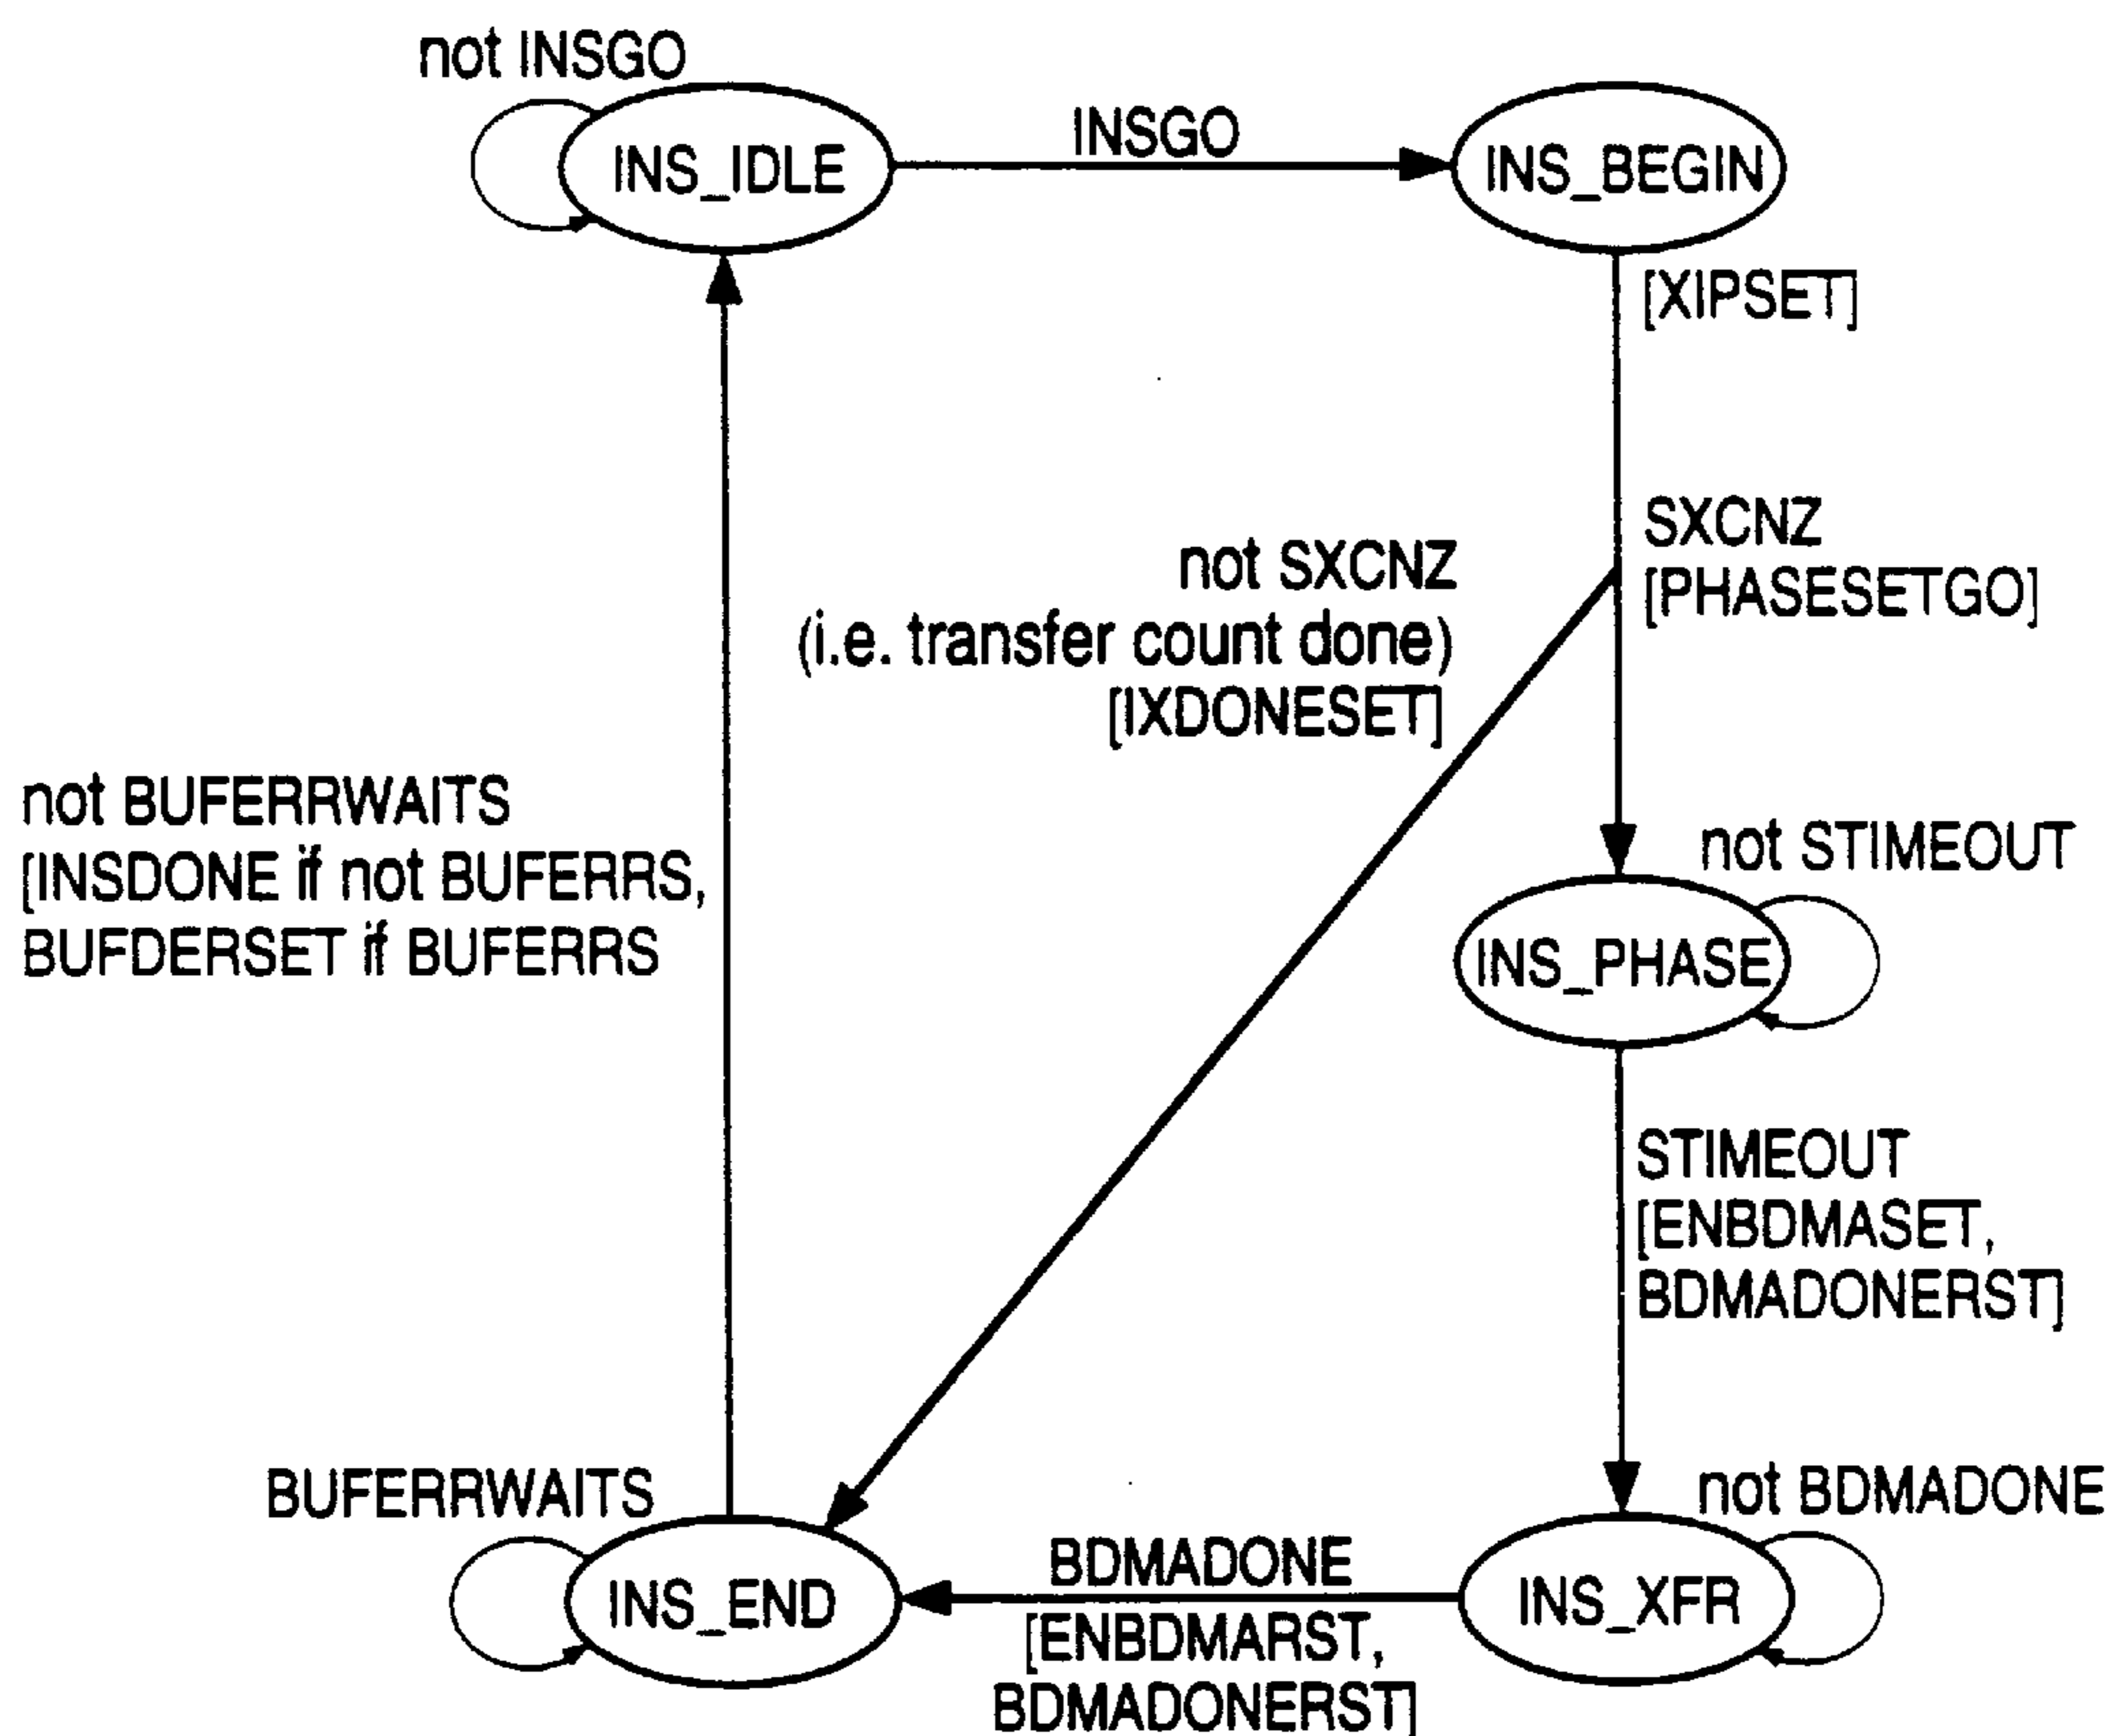 not INSGO
INS_IDLE
INSGO
INS_BEGIN
[XIPSET]
SXCNZ
[PHASESETGO]
not SXCNZ
(i.e. transfer count done)
[IXDONESET]
not BUFERRWAITS
[INSDONE if not BUFERRS,
BUFDERSET if BUFERRS
not STIMEOUT
INS_PHASE
STIMEOUT
[ENBDMASET,
BDMADONERST]
BUFERRWAITS
INS_END
BDMADONE
[ENBDMARST,
BDMADONERST]
not BDMADONE
INS_XFR